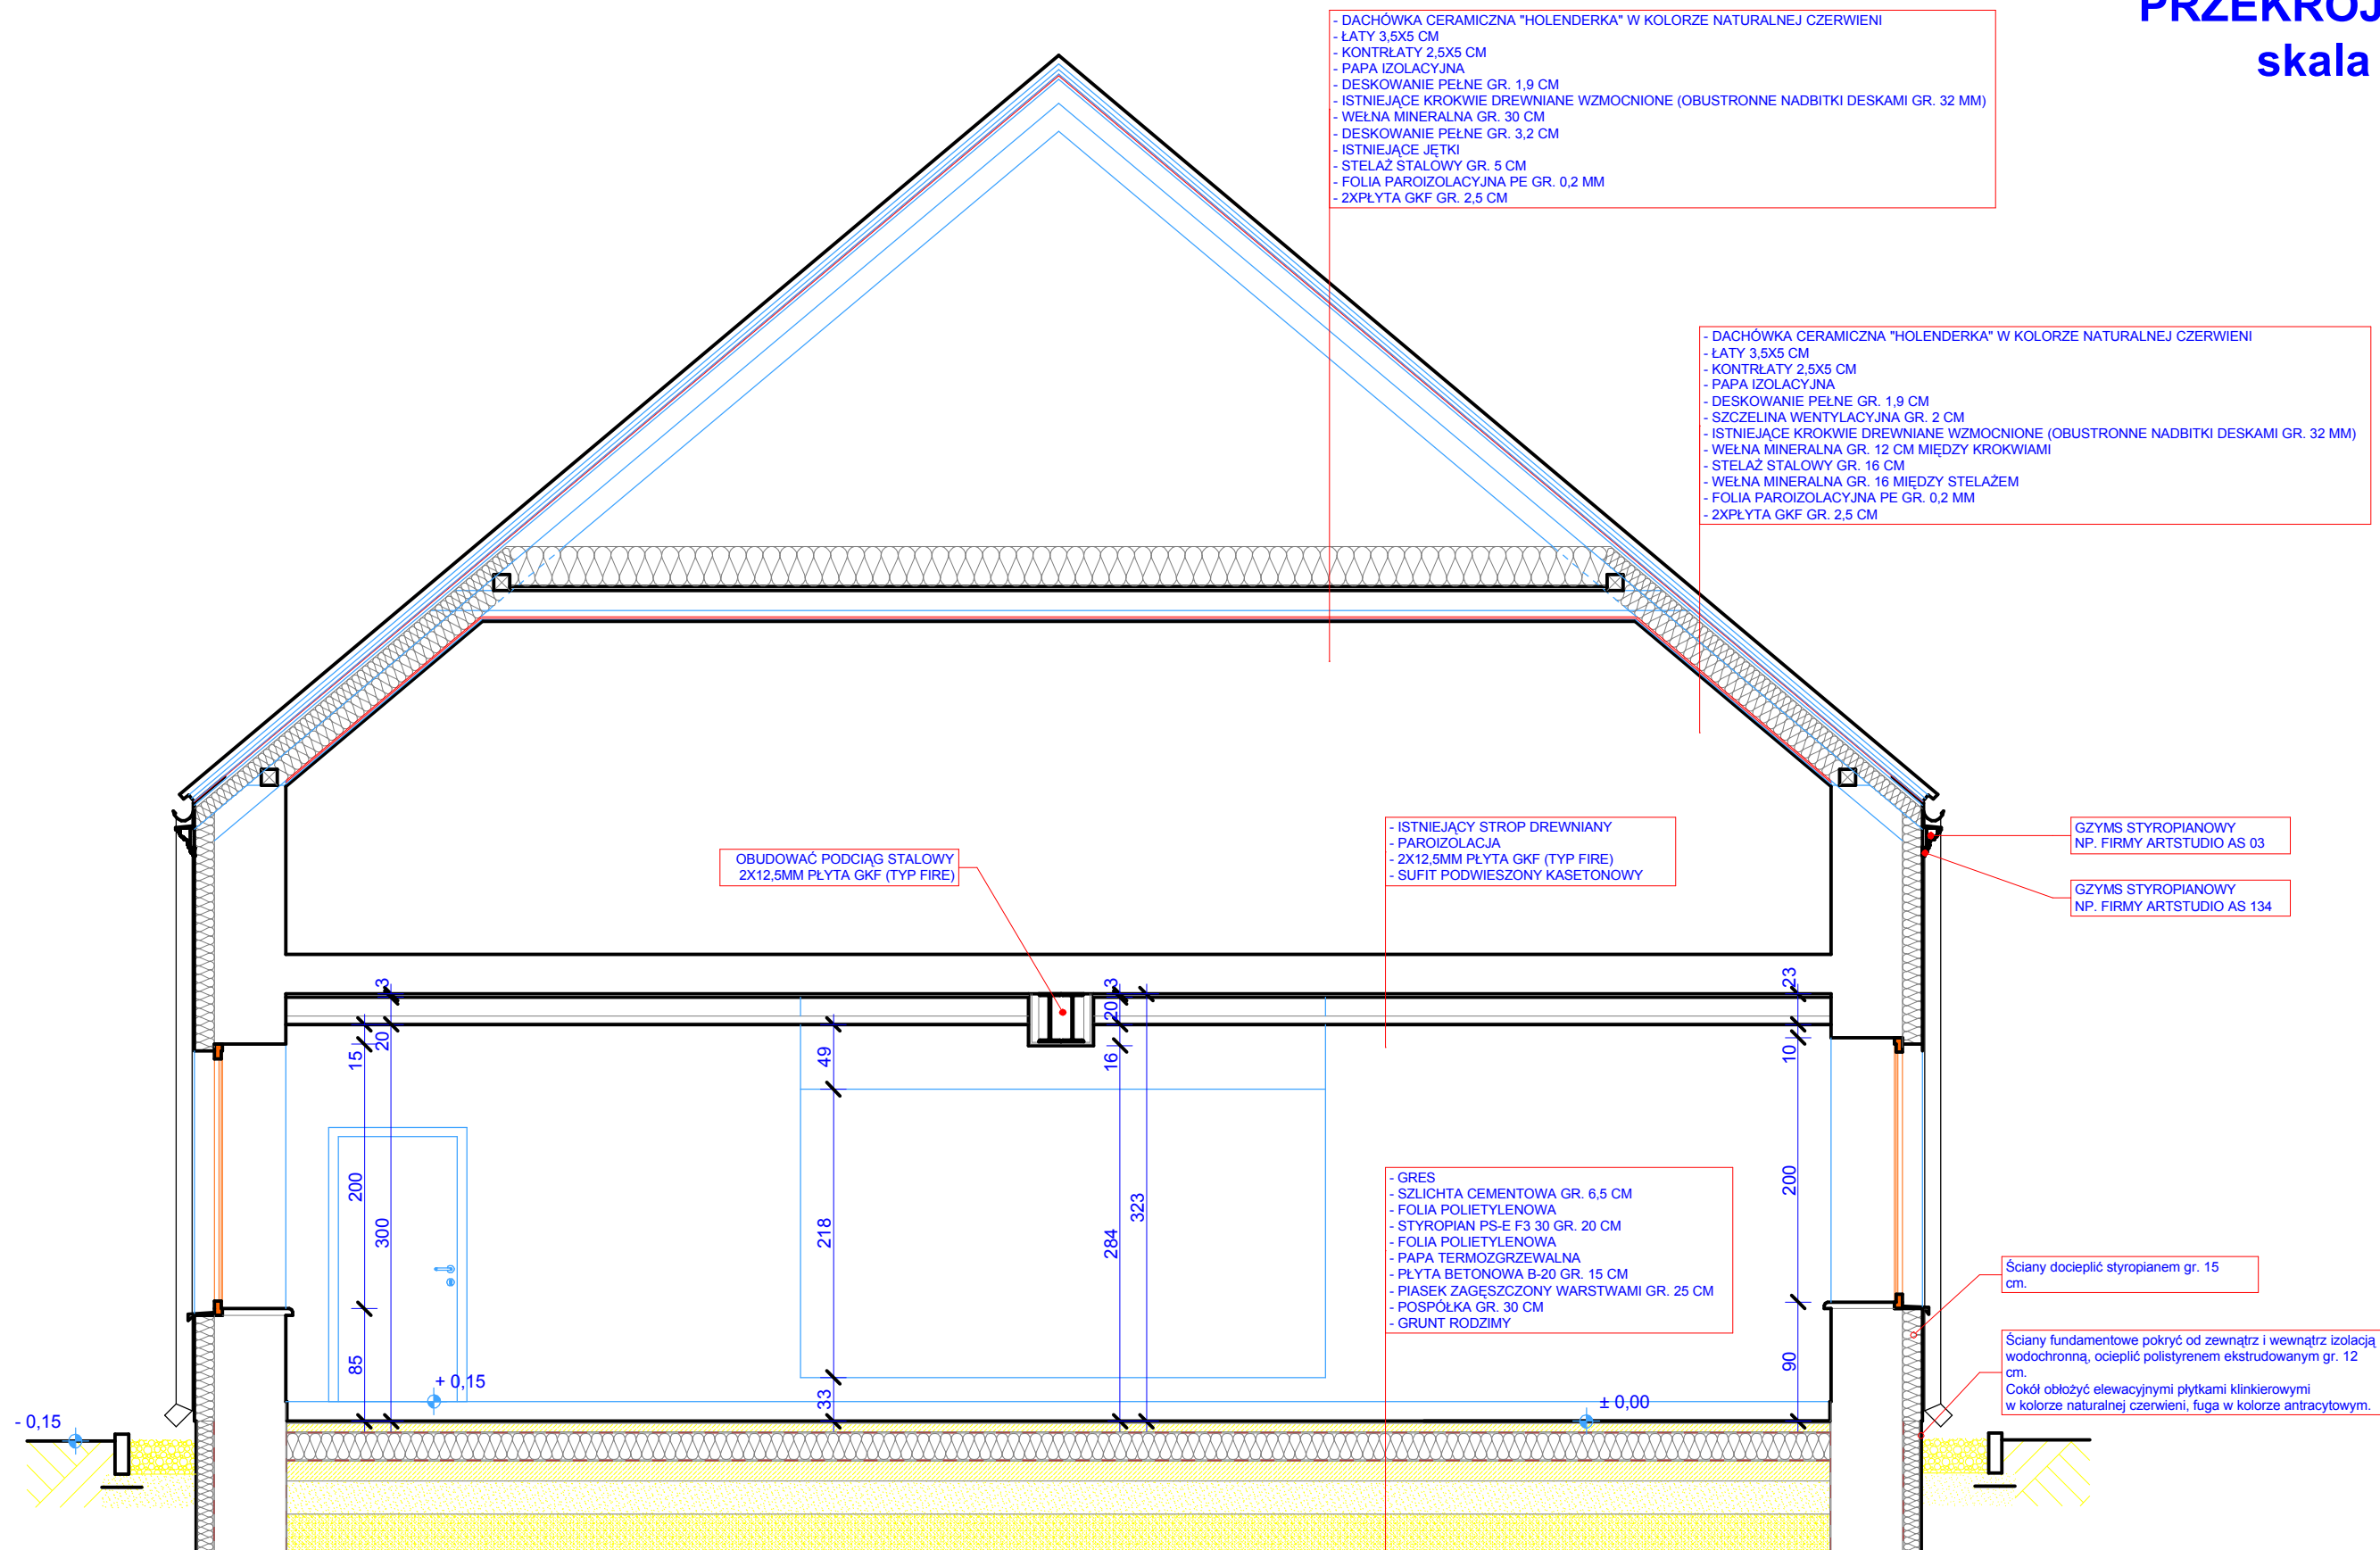 PRZEKRÓJ
skala
- DACHÓWKA CERAMICZNA "HOLENDERKA" W KOLORZE NATURALNEJ CZERWIENI
- ŁATY 3,5X5 CM
- KONTRŁATY 2,5X5 CM
- PAPA IZOLACYJNA
- DESKOWANIE PEŁNE GR. 1,9 CM
- ISTNIEJĄCE KROKWIE DREWNIANE WZMOCNIONE (OBUSTRONNE NADBITKI DESKAMI GR. 32 MM)
- WEŁNA MINERALNA GR. 30 CM
- DESKOWANIE PEŁNE GR. 3,2 CM
- ISTNIEJĄCE JĘTKI
- STELAŻ STALOWY GR. 5 CM
- FOLIA PAROIZOLACYJNA PE GR. 0,2 MM
- 2XPŁYTA GKF GR. 2,5 CM
- DACHÓWKA CERAMICZNA "HOLENDERKA" W KOLORZE NATURALNEJ CZERWIENI
- ŁATY 3,5X5 CM
- KONTRŁATY 2,5X5 CM
- PAPA IZOLACYJNA
- DESKOWANIE PEŁNE GR. 1,9 CM
- SZCZELINA WENTYLACYJNA GR. 2 CM
- ISTNIEJĄCE KROKWIE DREWNIANE WZMOCNIONE (OBUSTRONNE NADBITKI DESKAMI GR. 32 MM)
- WEŁNA MINERALNA GR. 12 CM MIĘDZY KROKWIAMI
- STELAŻ STALOWY GR. 16 CM
- WEŁNA MINERALNA GR. 16 MIĘDZY STELAŻEM
- FOLIA PAROIZOLACYJNA PE GR. 0,2 MM
- 2XPŁYTA GKF GR. 2,5 CM
OBUDOWAĆ PODCIĄG STALOWY
2X12,5MM PŁYTA GKF (TYP FIRE)
- ISTNIEJĄCY STROP DREWNIANY
- PAROIZOLACJA
- 2X12,5MM PŁYTA GKF (TYP FIRE)
- SUFIT PODWIESZONY KASETONOWY
GZYMS STYROPIANOWY
NP. FIRMY ARTSTUDIO AS 03
GZYMS STYROPIANOWY
NP. FIRMY ARTSTUDIO AS 134
3
20
15
200
300
85
49
218
33
3
20
16
284
323
23
10
200
90
- GRES
- SZLICHTA CEMENTOWA GR. 6,5 CM
- FOLIA POLIETYLENOWA
- STYROPIAN PS-E F3 30 GR. 20 CM
- FOLIA POLIETYLENOWA
- PAPA TERMOZGRZEWALNA
- PŁYTA BETONOWA B-20 GR. 15 CM
- PIASEK ZAGĘSZCZONY WARSTWAMI GR. 25 CM
- POSPÓŁKA GR. 30 CM
- GRUNT RODZIMY
Ściany docieplić styropianem gr. 15
cm.
Ściany fundamentowe pokryć od zewnątrz i wewnątrz izolacją
wodochronną, ocieplić polistyrenem ekstrudowanym gr. 12
cm.
Cokół obłożyć elewacyjnymi płytkami klinkierowymi
w kolorze naturalnej czerwieni, fuga w kolorze antracytowym.
+ 0,15
± 0,00
- 0,15